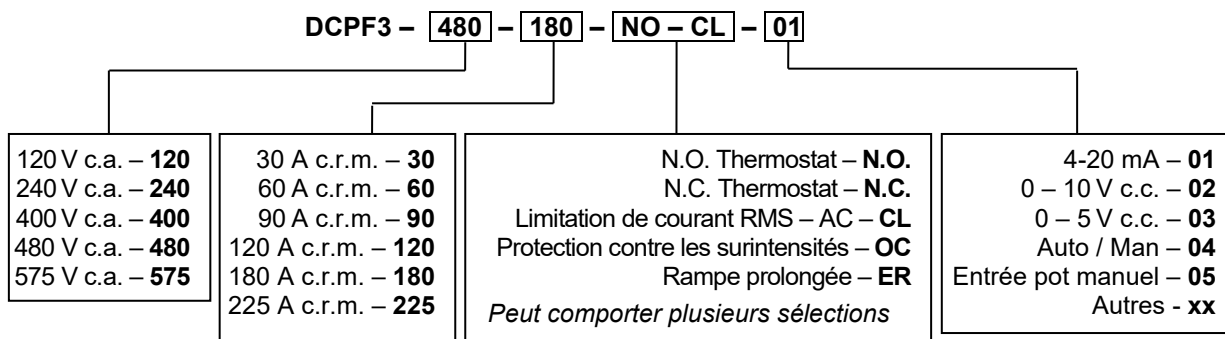 DCPF3 – 480 – 180 – NO – CL – 01
120 V c.a. – 120
240 V c.a. – 240
400 V c.a. – 400
480 V c.a. – 480
575 V c.a. – 575
30 A c.r.m. – 30
60 A c.r.m. – 60
90 A c.r.m. – 90
120 A c.r.m. – 120
180 A c.r.m. – 180
225 A c.r.m. – 225
N.O. Thermostat – N.O.
N.C. Thermostat – N.C.
Limitation de courant RMS – AC – CL
Protection contre les surintensités – OC
Rampe prolongée – ER
Peut comporter plusieurs sélections
4-20 mA – 01
0 – 10 V c.c. – 02
0 – 5 V c.c. – 03
Auto / Man – 04
Entrée pot manuel – 05
Autres - xx